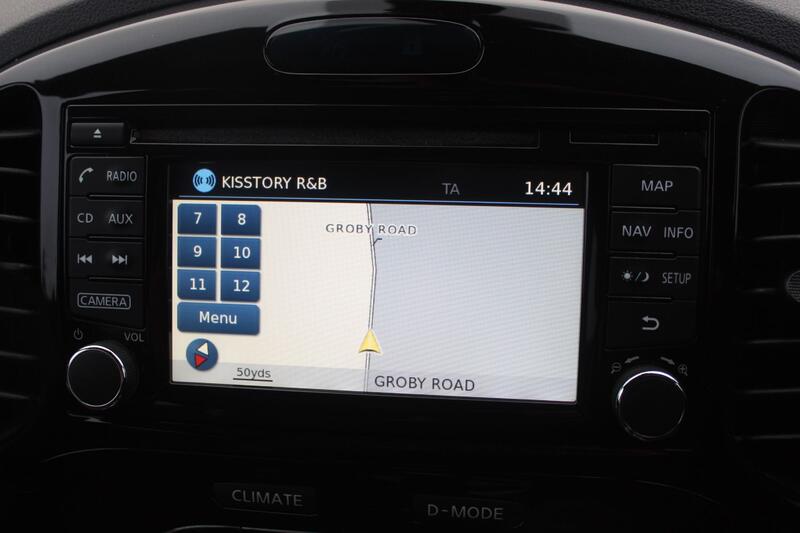 KISSTORY R&B TA 14:44
RADIO
CD AUX
CAMERA
VOL
7 8
9 10
11 12
Menu
50yds
GROBY ROAD
GROBY ROAD
MAP
NAV INFO
SETUP
CLIMATE
D-MODE